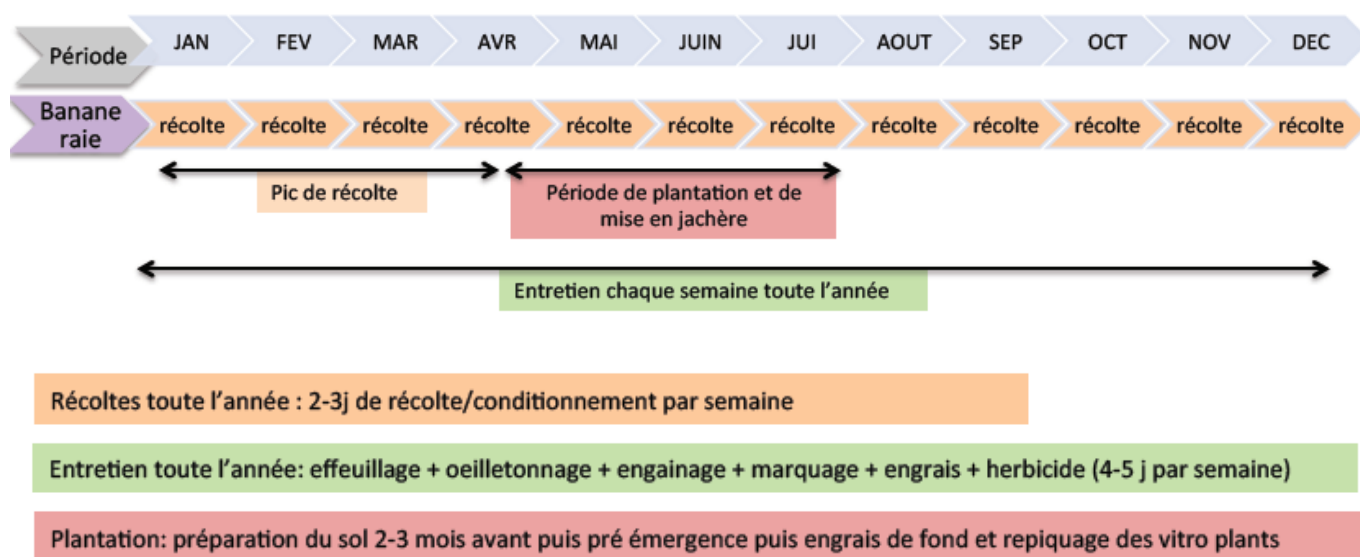 Période JAN FEV MAR AVR MAI JUIN JUI AOUT SEP OCT NOV DEC
Banane
raie
récolte récolte récolte récolte récolte récolte récolte récolte récolte récolte récolte récolte
Pic de récolte
Période de plantation et de
mise en jachère
Entretien chaque semaine toute l'année
Récoltes toute l'année : 2-3j de récolte/conditionnement par semaine
Entretien toute l'année: effeuillage + oeilletonnage + engainage + marquage + engrais + herbicide (4-5 j par semaine)
Plantation: préparation du sol 2-3 mois avant puis pré émergence puis engrais de fond et repiquage des vitro plants